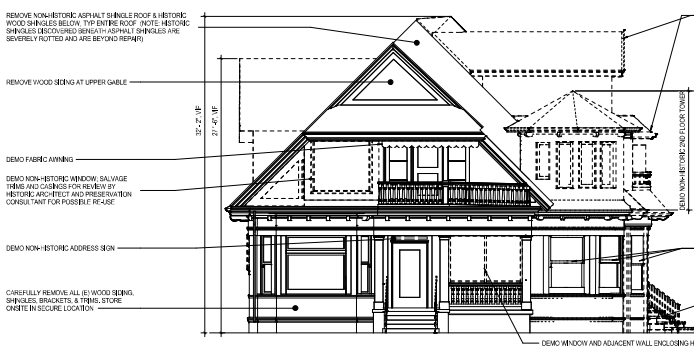 REMOVE NON-HISTORIC ASPHALT SHINGLE ROOF & HISTORIC
WOOD SHINGLES BELOW, TYP ENTIRE ROOF (NOTE: HISTORIC
SHINGLES DISCOVERED BENEATH ASPHALT SHINGLES ARE
SEVERELY ROTTED AND ARE BEYOND REPAIR)
REMOVE WOOD SIDING AT UPPER GABLE
32'- 2", VIF
27'- 6", VIF
DEMO NON-HISTORIC 2ND FLOOR TOWER
DEMO FABRIC AWNING
DEMO NON-HISTORIC WINDOW; SALVAGE
TRIMS AND CASINGS FOR REVIEW BY
HISTORIC ARCHITECT AND PRESERVATION
CONSULTANT FOR POSSIBLE RE-USE
DEMO NON-HISTORIC ADDRESS SIGN
CAREFULLY REMOVE ALL (E) WOOD SIDING,
SHINGLES, BRACKETS, & TRIMS. STORE
ONSITE IN SECURE LOCATION
DEMO WINDOW AND ADJACENT WALL ENCLOSING H